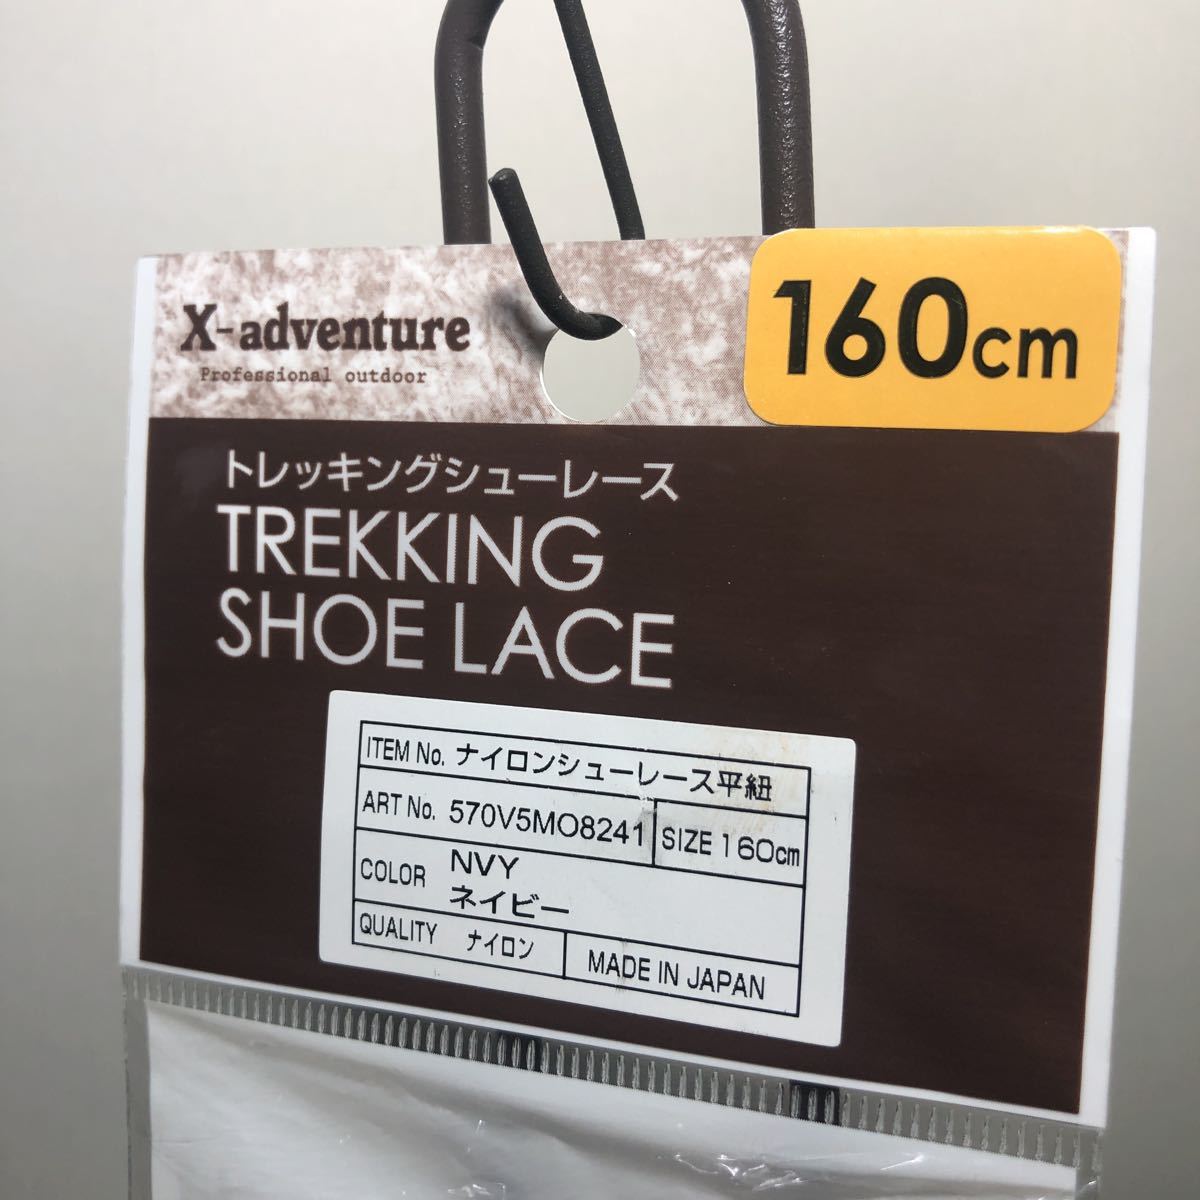 X-adventure
Professional outdoor
160cm
トレッキングシューレース
TREKKING
SHOE LACE
ITEM No. ナイロンシューレース平紐
ART No. 570V5MO8241 SIZE 160cm
COLOR NVY
ネイビー
QUALITY ナイロン MADE IN JAPAN